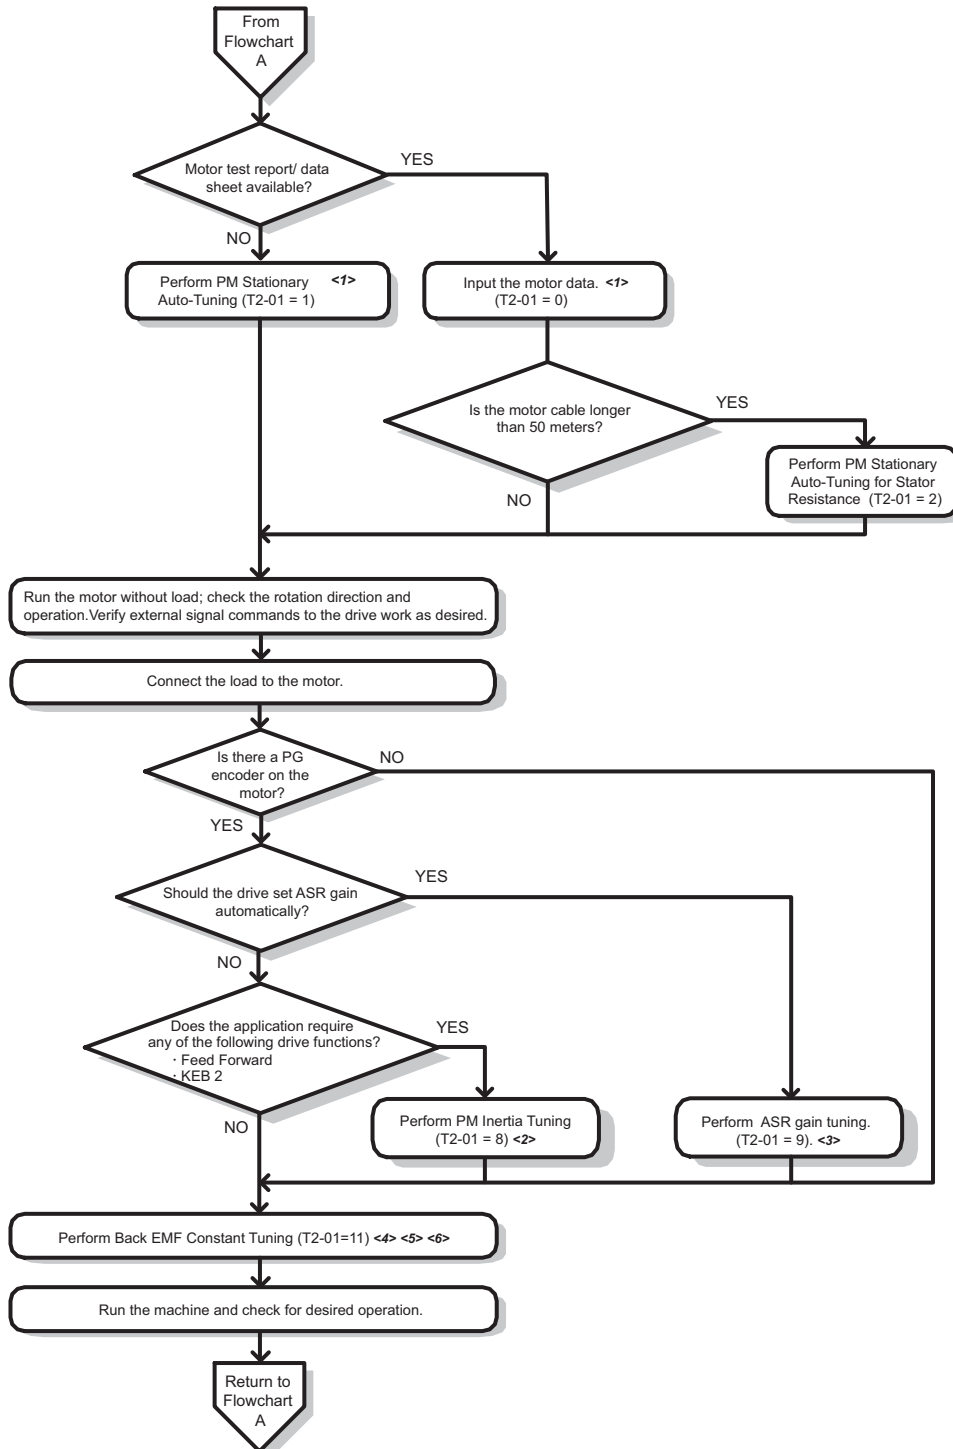 From
Flowchart
A
Motor test report/ data
sheet available?
YES
NO
Perform PM Stationary <1>
Auto-Tuning (T2-01 = 1)
Input the motor data. <1>
(T2-01 = 0)
Is the motor cable longer
than 50 meters?
YES
NO
Perform PM Stationary
Auto-Tuning for Stator
Resistance (T2-01 = 2)
Run the motor without load; check the rotation direction and
operation.Verify external signal commands to the drive work as desired.
Connect the load to the motor.
Is there a PG
encoder on the
motor?
NO
YES
Should the drive set ASR gain
automatically?
YES
NO
Does the application require
any of the following drive functions?
· Feed Forward
· KEB 2
YES
NO
Perform PM Inertia Tuning
(T2-01 = 8) <2>
Perform ASR gain tuning.
(T2-01 = 9). <3>
Perform Back EMF Constant Tuning (T2-01=11) <4> <5> <6>
Run the machine and check for desired operation.
Return to
Flowchart
A